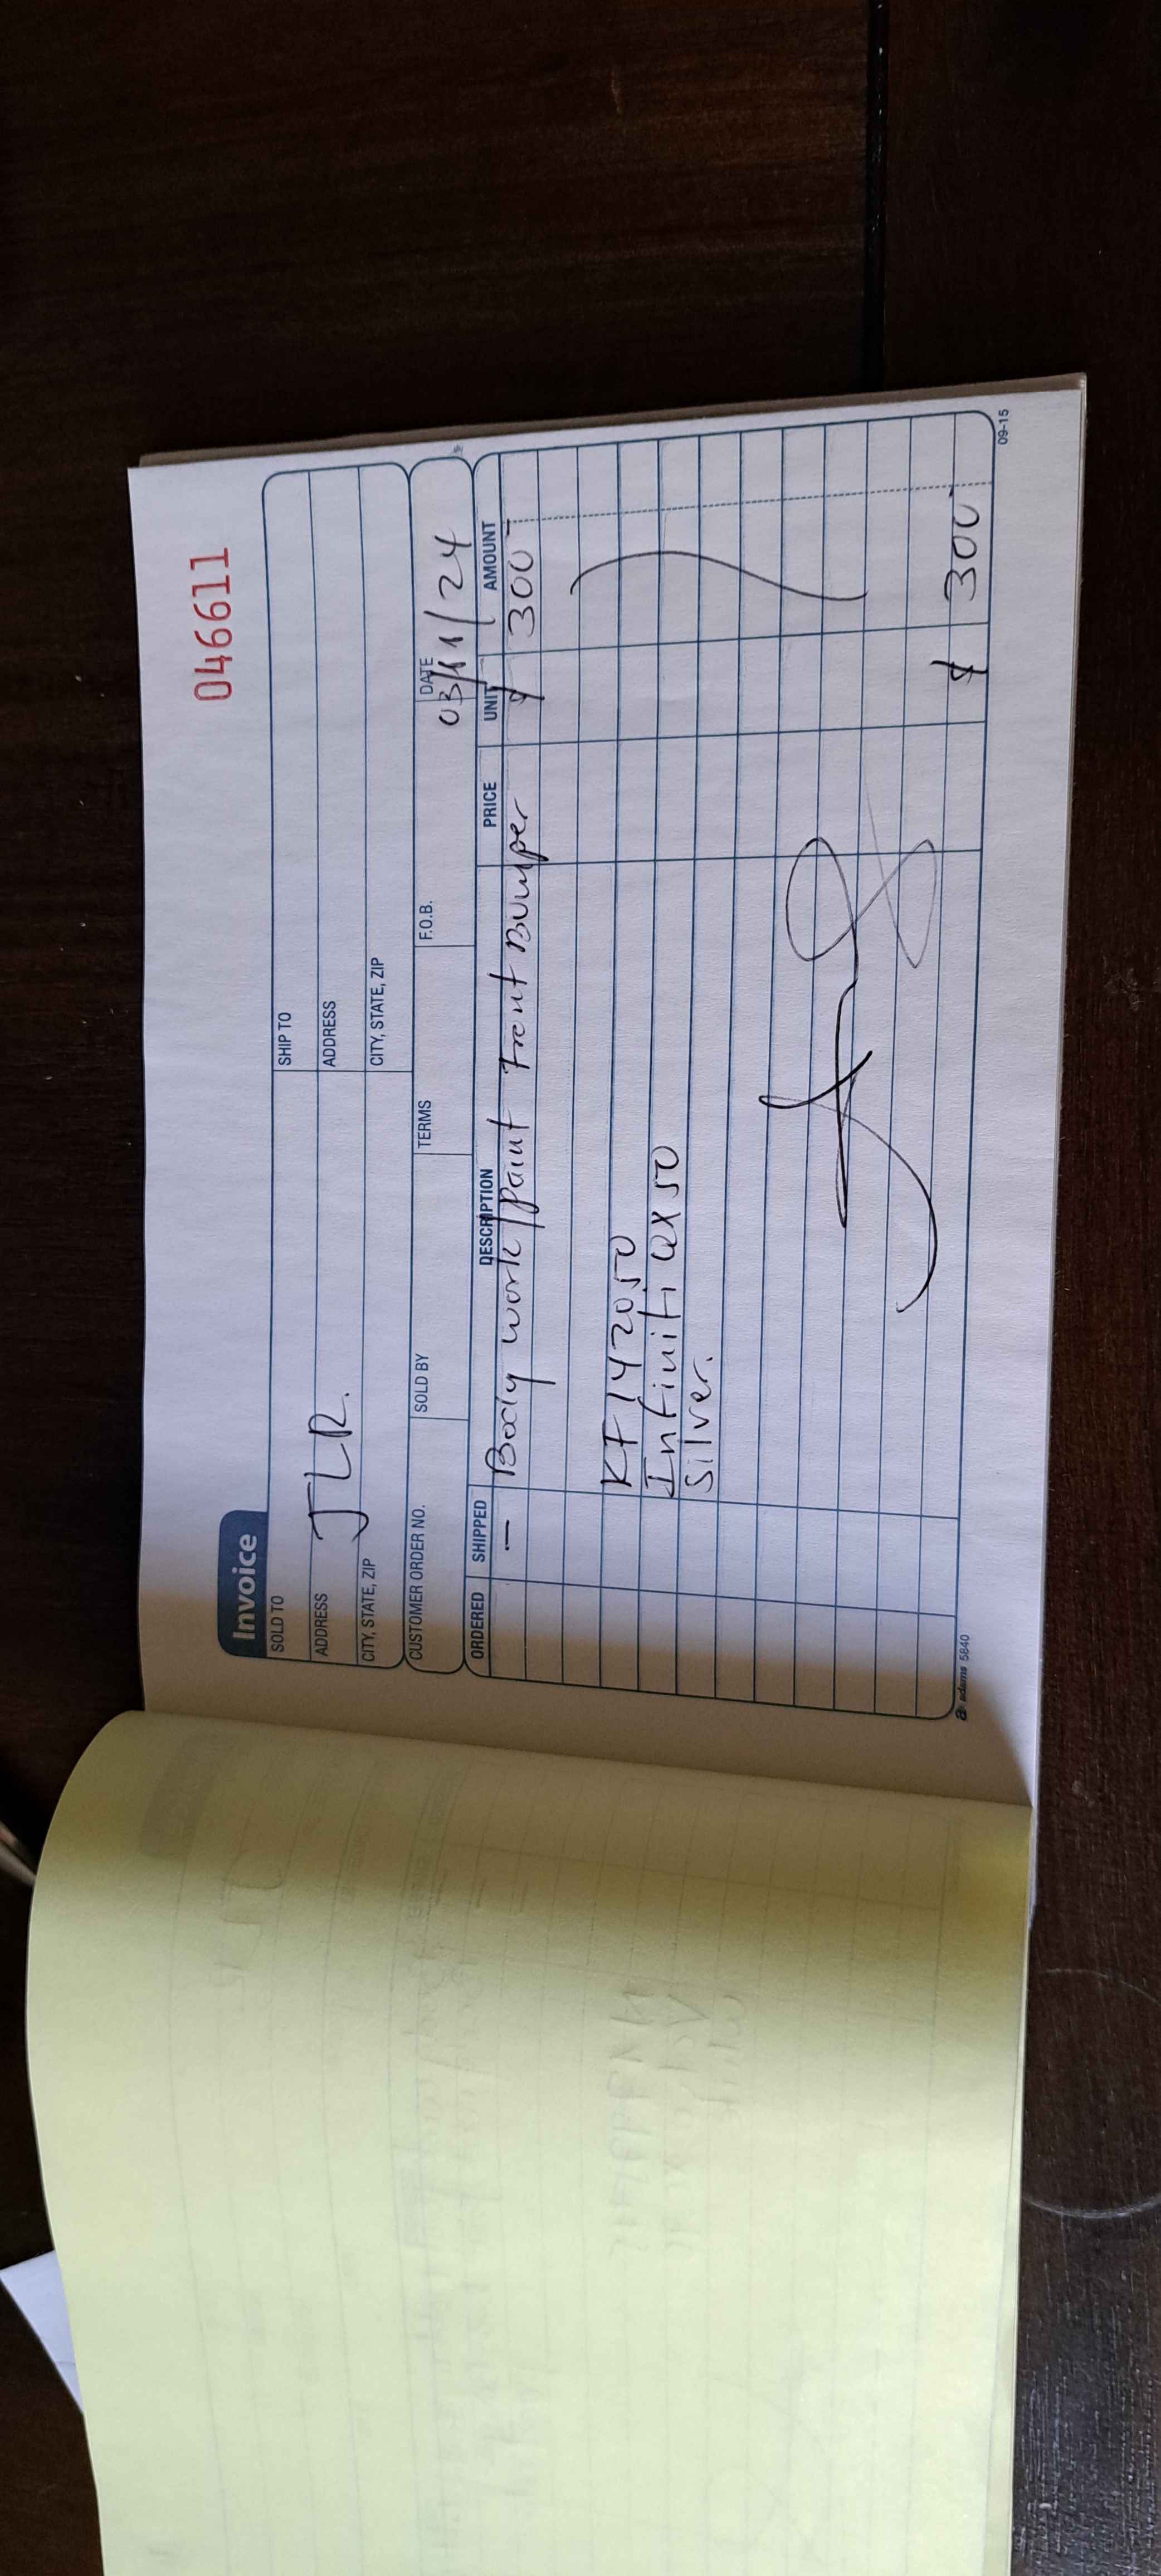 046611
Invoice
SOLD TO
SHIP TO
ADDRESS
ADDRESS
JLR.
CITY, STATE, ZIP
CITY, STATE, ZIP
CUSTOMER ORDER NO. SOLD BY TERMS F.O.B. DATE
03/11/24
ORDERED SHIPPED DESCRIPTION PRICE UNIT AMOUNT
— Body work/paint Front Bumper $ 300-
KF142050
Infiniti QX50
Silver.
$ 300-
a adams 5840
09-15